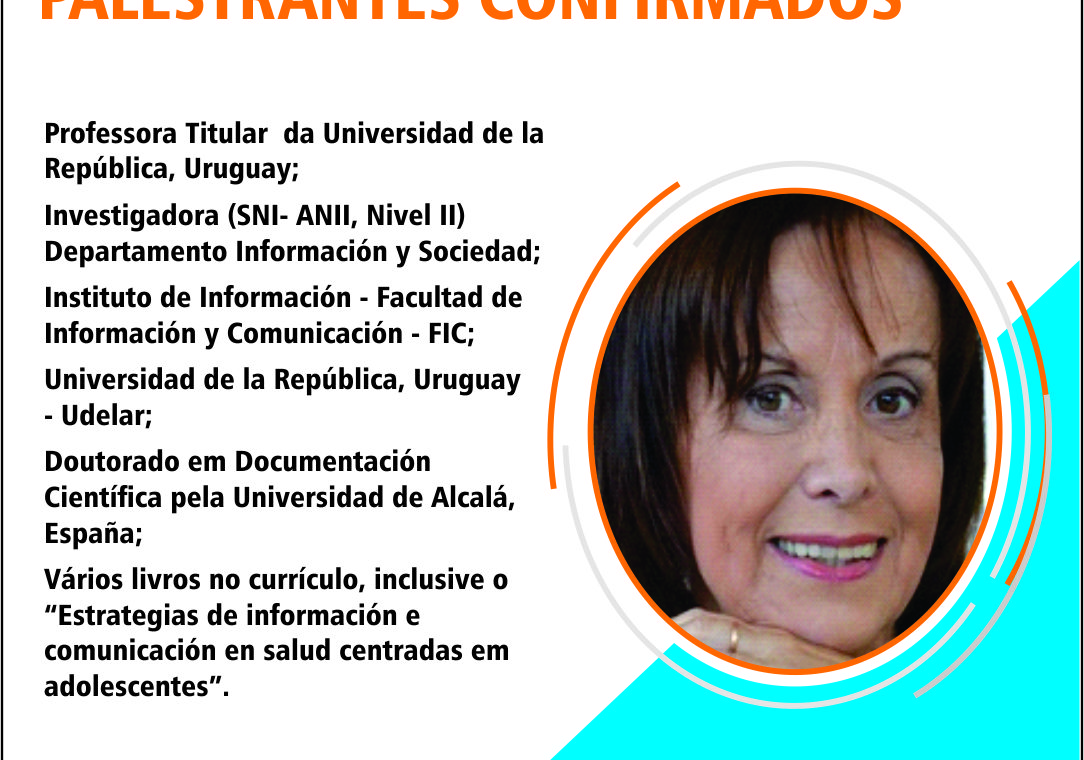 PALESTRANTES CONFIRMADOS
Professora Titular da Universidad de la
República, Uruguay;
Investigadora (SNI- ANII, Nivel II)
Departamento Información y Sociedad;
Instituto de Información - Facultad de
Información y Comunicación - FIC;
Universidad de la República, Uruguay
- Udelar;
Doutorado em Documentación
Científica pela Universidad de Alcalá,
España;
Vários livros no currículo, inclusive o
“Estrategias de información e
comunicación en salud centradas em
adolescentes”.